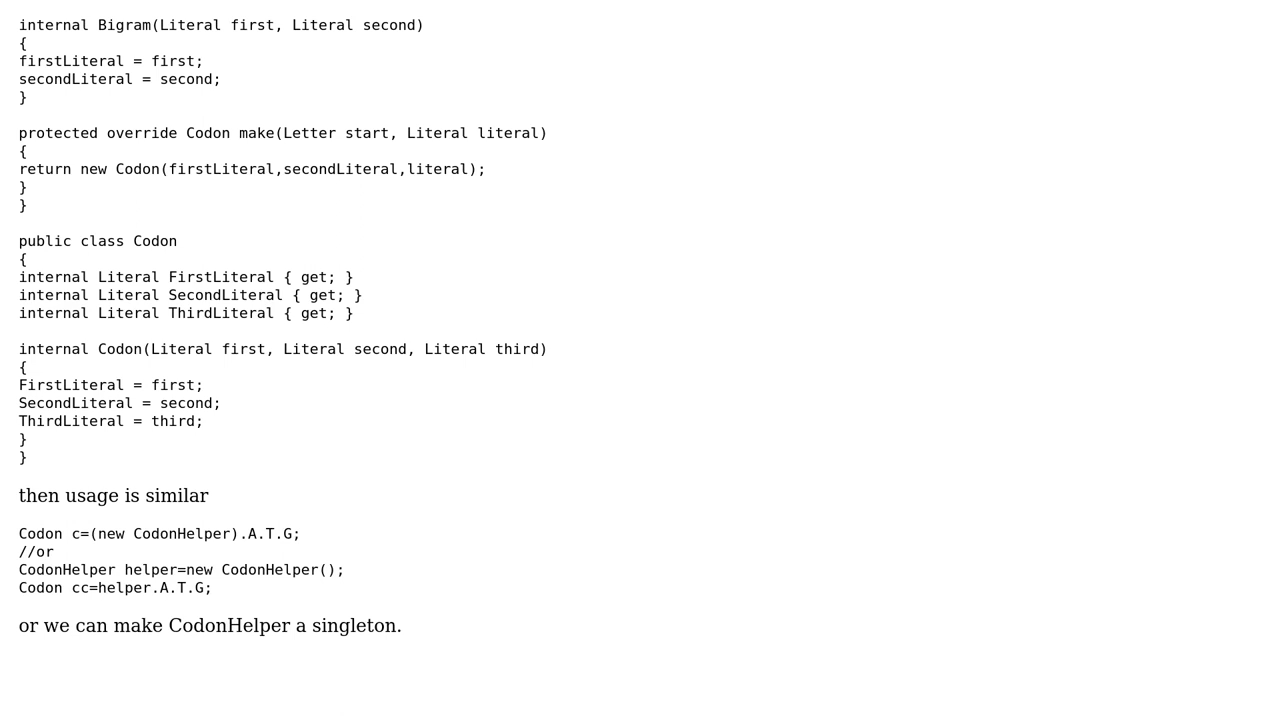 internal Bigram(Literal first, Literal second)
{
firstLiteral = first;
secondLiteral = second;
}
protected override Codon make(Letter start, Literal literal)
{
return new Codon(firstLiteral,secondLiteral,literal);
}
}
public class Codon
{
internal Literal FirstLiteral { get; }
internal Literal SecondLiteral { get; }
internal Literal ThirdLiteral { get; }
internal Codon(Literal first, Literal second, Literal third)
{
FirstLiteral = first;
SecondLiteral = second;
ThirdLiteral = third;
}
}
then usage is similar
Codon c=(new CodonHelper).A.T.G;
//or
CodonHelper helper=new CodonHelper();
Codon cc=helper.A.T.G;
or we can make CodonHelper a singleton.